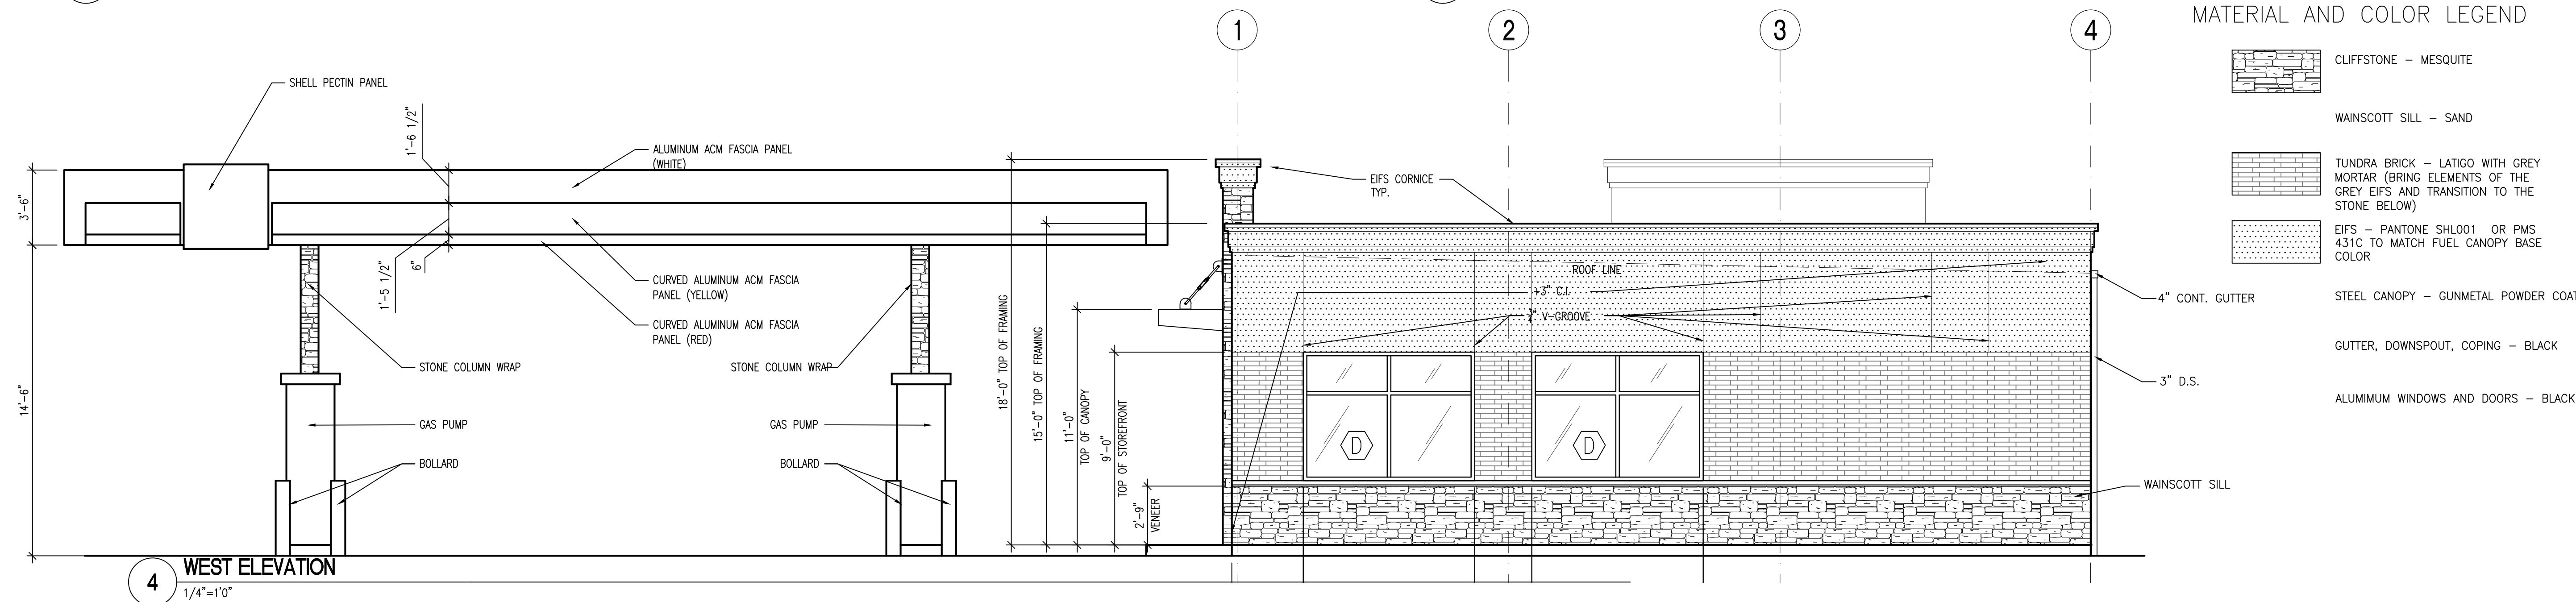 1
2
3
4
MATERIAL AND COLOR LEGEND
CLIFFSTONE – MESQUITE
WAINSCOTT SILL – SAND
TUNDRA BRICK – LATIGO WITH GREY
MORTAR (BRING ELEMENTS OF THE
GREY EIFS AND TRANSITION TO THE
STONE BELOW)
EIFS – PANTONE SHL001 OR PMS
431C TO MATCH FUEL CANOPY BASE
COLOR
STEEL CANOPY – GUNMETAL POWDER COAT
GUTTER, DOWNSPOUT, COPING – BLACK
ALUMIMUM WINDOWS AND DOORS – BLACK
SHELL PECTIN PANEL
1'-6 1/2"
ALUMINUM ACM FASCIA PANEL
(WHITE)
3'-6"
14'-6"
1'-5 1/2"
6"
CURVED ALUMINUM ACM FASCIA
PANEL (YELLOW)
CURVED ALUMINUM ACM FASCIA
PANEL (RED)
STONE COLUMN WRAP
STONE COLUMN WRAP
GAS PUMP
GAS PUMP
BOLLARD
BOLLARD
18'-0" TOP OF FRAMING
15'-0" TOP OF FRAMING
11'-0"
TOP OF CANOPY
9'-0"
TOP OF STOREFRONT
2'-9"
VENEER
EIFS CORNICE
TYP.
ROOF LINE
+3" C.I.
V-GROOVE
D
D
4" CONT. GUTTER
3" D.S.
WAINSCOTT SILL
4
WEST ELEVATION
1/4"=1'0"